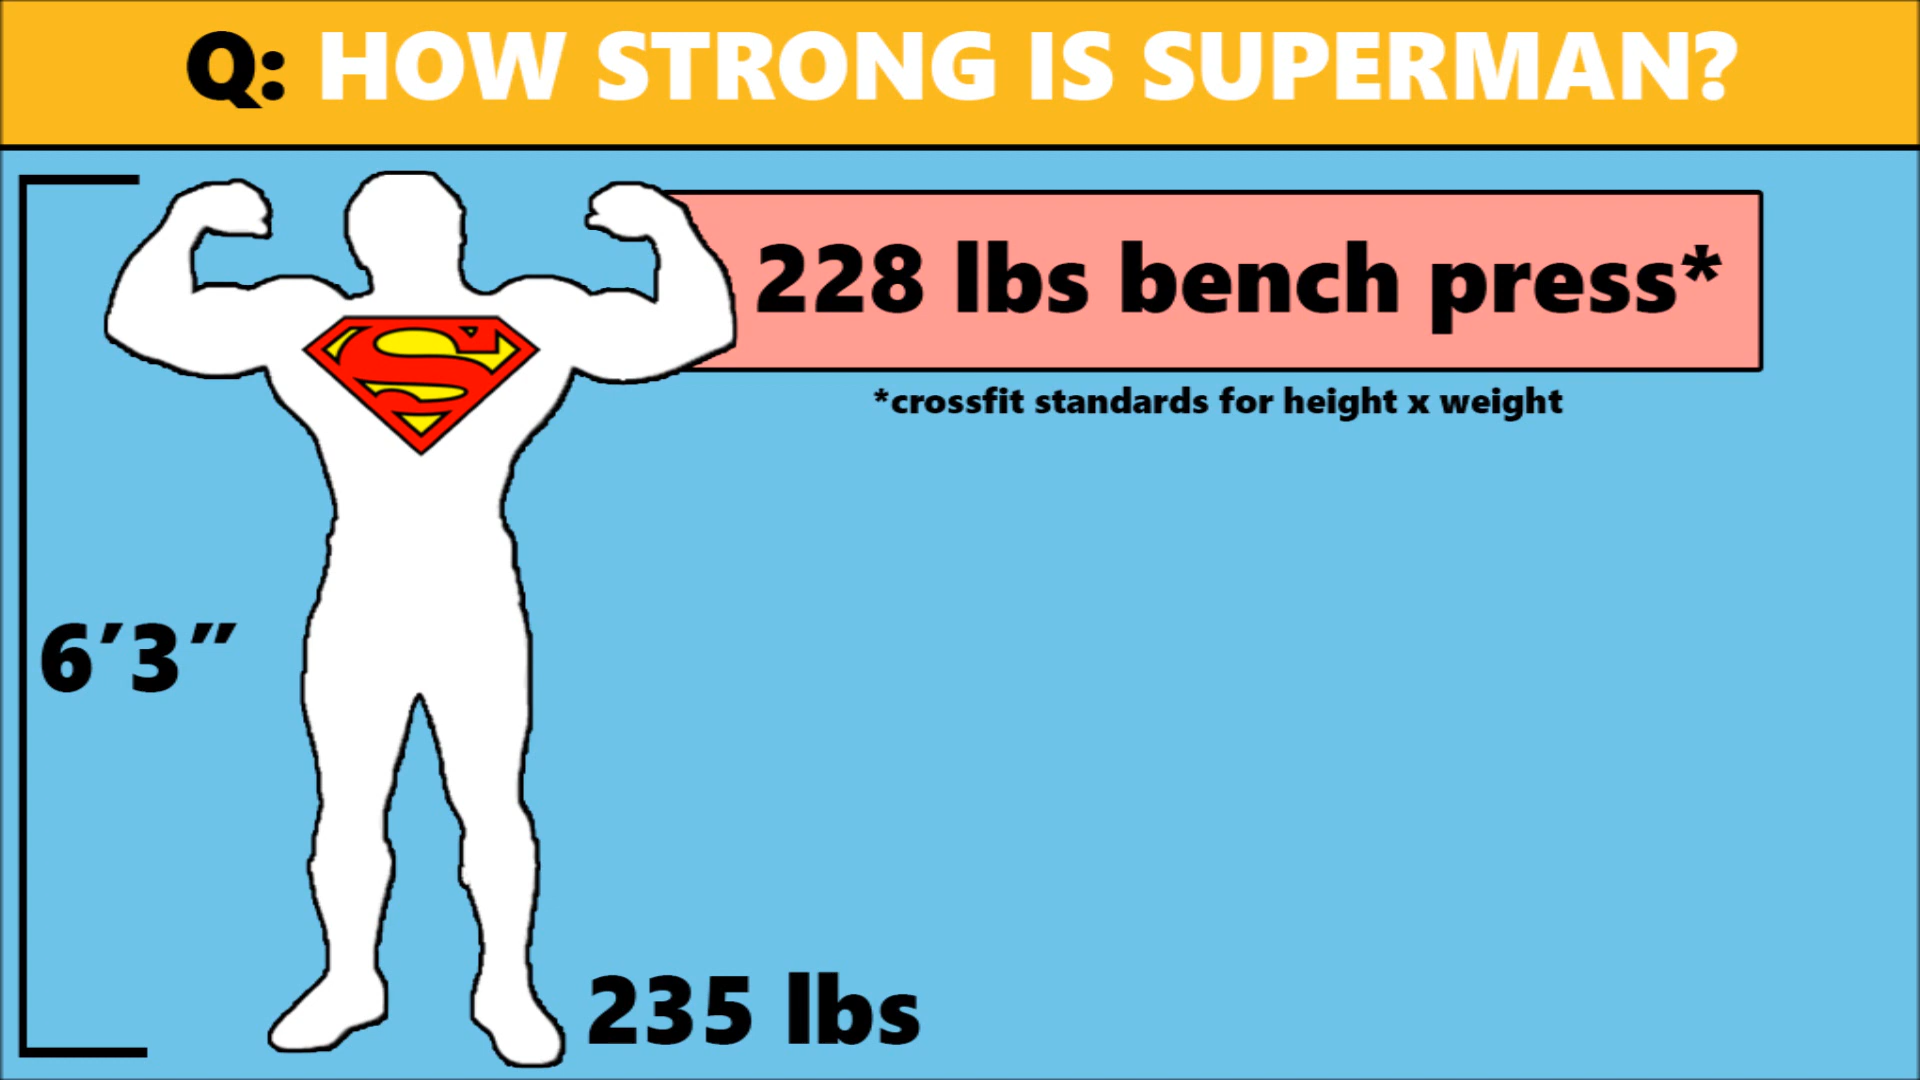 Q: HOW STRONG IS SUPERMAN?
228 lbs bench press*
*crossfit standards for height x weight
S
6’3”
235 lbs